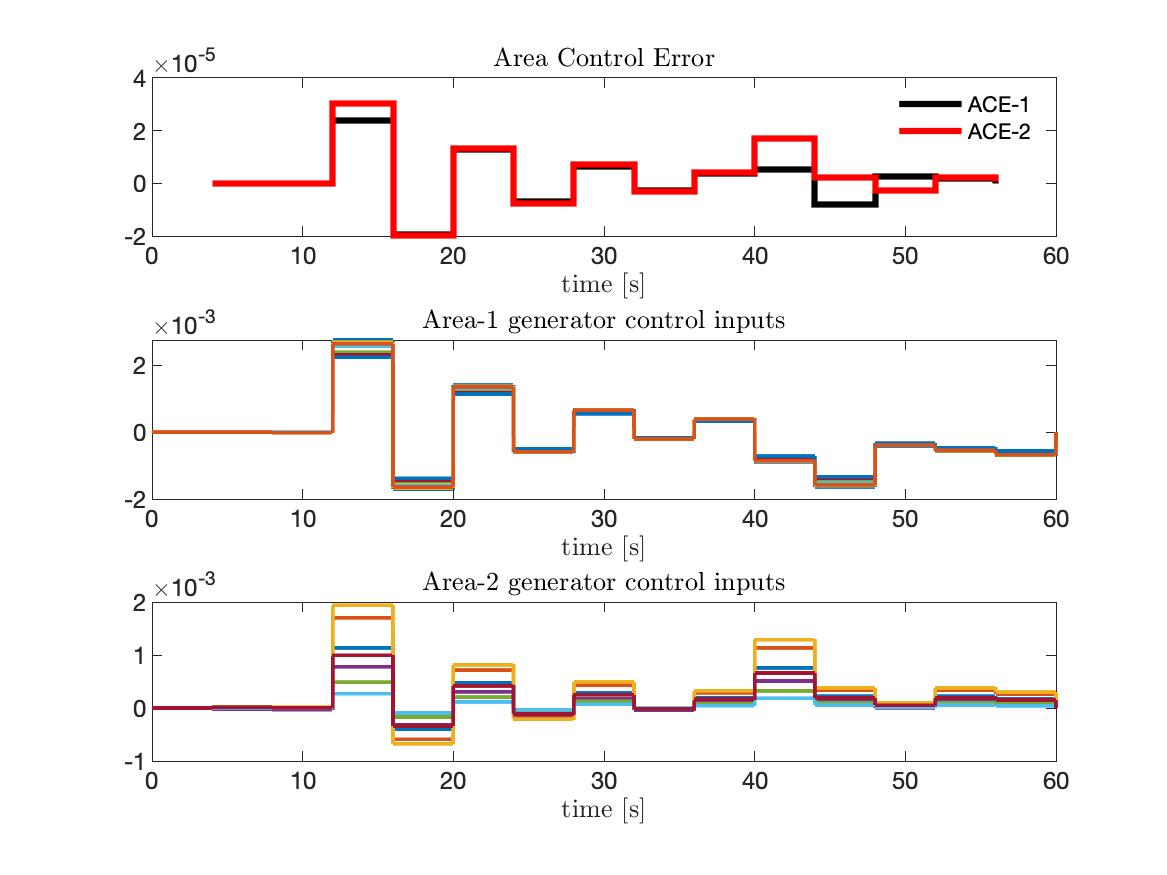 Area Control Error
×10-5
4
2
0
-2
ACE-1
ACE-2
0 10 20 30 40 50 60
time [s]
Area-1 generator control inputs
×10-3
2
0
-2
0 10 20 30 40 50 60
time [s]
Area-2 generator control inputs
×10-3
2
1
0
-1
0 10 20 30 40 50 60
time [s]